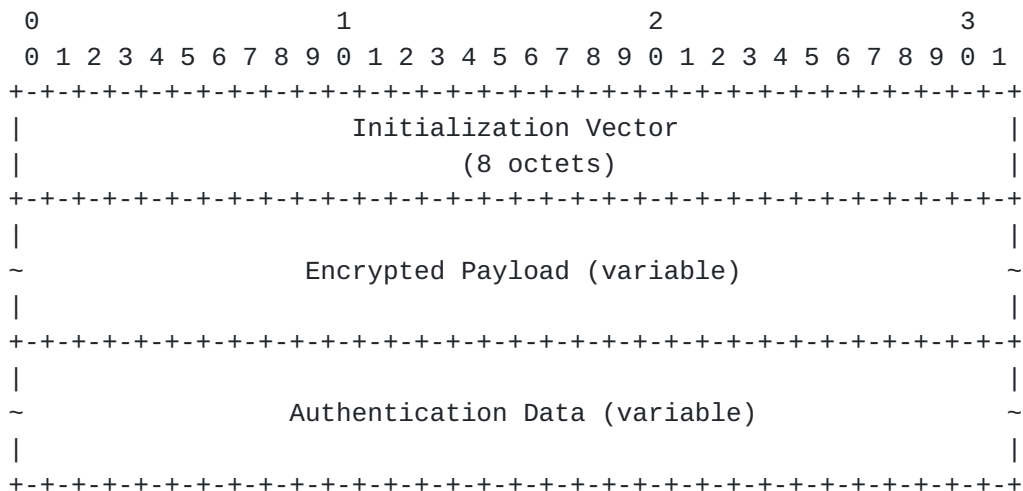 0                   1                   2                   3
 0 1 2 3 4 5 6 7 8 9 0 1 2 3 4 5 6 7 8 9 0 1 2 3 4 5 6 7 8 9 0 1
+-+-+-+-+-+-+-+-+-+-+-+-+-+-+-+-+-+-+-+-+-+-+-+-+-+-+-+-+-+-+-+-+
|                     Initialization Vector                     |
|                            (8 octets)                         |
+-+-+-+-+-+-+-+-+-+-+-+-+-+-+-+-+-+-+-+-+-+-+-+-+-+-+-+-+-+-+-+-+
|                                                               |
~                  Encrypted Payload (variable)                 ~
|                                                               |
+-+-+-+-+-+-+-+-+-+-+-+-+-+-+-+-+-+-+-+-+-+-+-+-+-+-+-+-+-+-+-+-+
|                                                               |
~                 Authentication Data (variable)                ~
|                                                               |
+-+-+-+-+-+-+-+-+-+-+-+-+-+-+-+-+-+-+-+-+-+-+-+-+-+-+-+-+-+-+-+-+